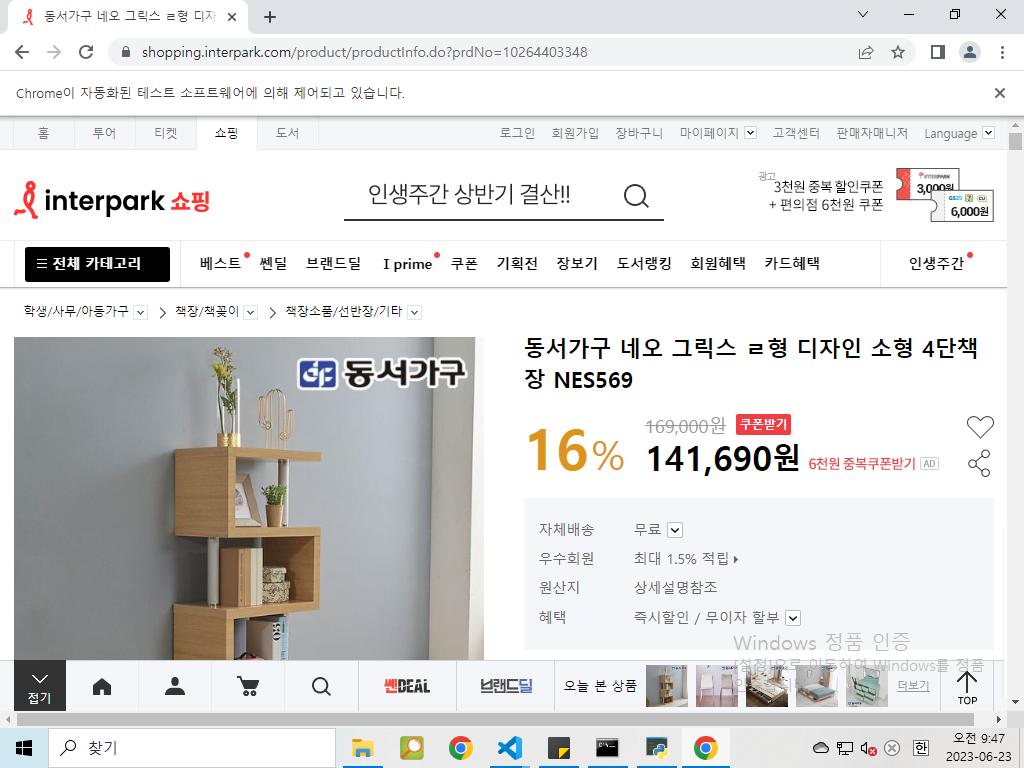 동서가구 네오 그릭스 ㄹ형 디자
shopping.interpark.com/product/productInfo.do?prdNo=10264403348
Chrome이 자동화된 테스트 소프트웨어에 의해 제어되고 있습니다.
홈 투어 티켓 쇼핑 도서 로그인 회원가입 장바구니 마이페이지 고객센터 판매자매니저 Language
interpark 쇼핑
인생주간 상반기 결산!!
광고
3천원 중복 할인쿠폰
+ 편의점 6천원 쿠폰
INTERPARK
3,000원
GS25 CU
6,000원
전체 카테고리 베스트 쎈딜 브랜드딜 I prime 쿠폰 기획전 장보기 도서랭킹 회원혜택 카드혜택 인생주간
학생/사무/아동가구 책장/책꽂이 책장소품/선반장/기타
동서가구
동서가구 네오 그릭스 ㄹ형 디자인 소형 4단책
장 NES569
16% 169,000원 쿠폰받기
141,690원 6천원 중복쿠폰받기 AD
자체배송 무료
우수회원 최대 1.5% 적립
원산지 상세설명참조
혜택 즉시할인 / 무이자 할부
Windows 정품 인증
[설정]으로 이동하여 Windows를 정품
접기 쎈DEAL 브랜드딜 오늘 본 상품 더보기 TOP
찾기
한
오전 9:47
2023-06-23